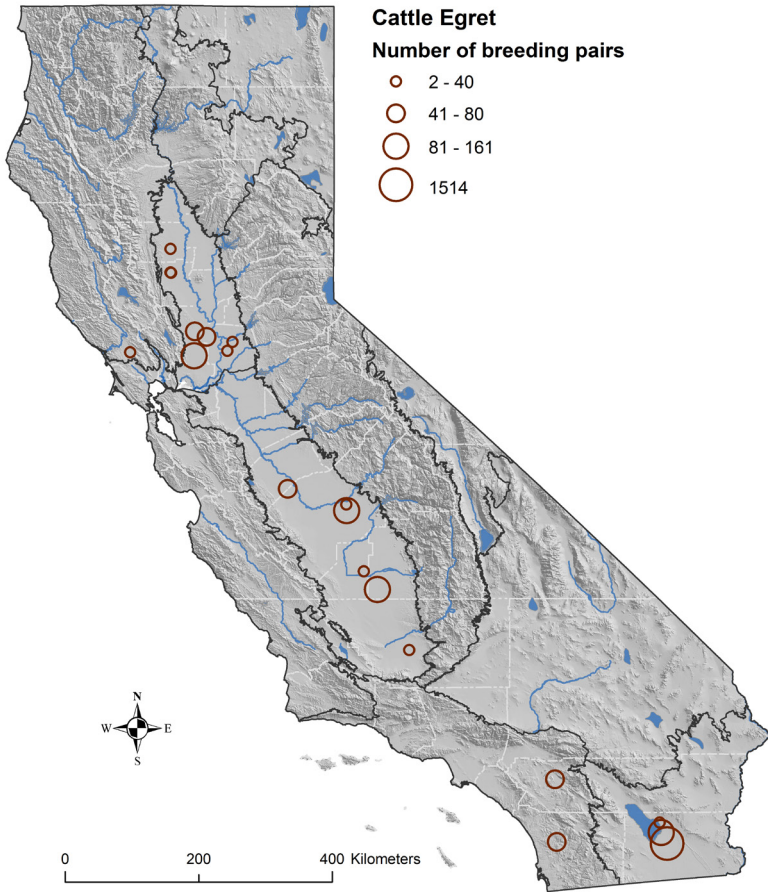 Cattle Egret
Number of breeding pairs
2 - 40
41 - 80
81 - 161
1514
N
W E
S
0 200 400 Kilometers